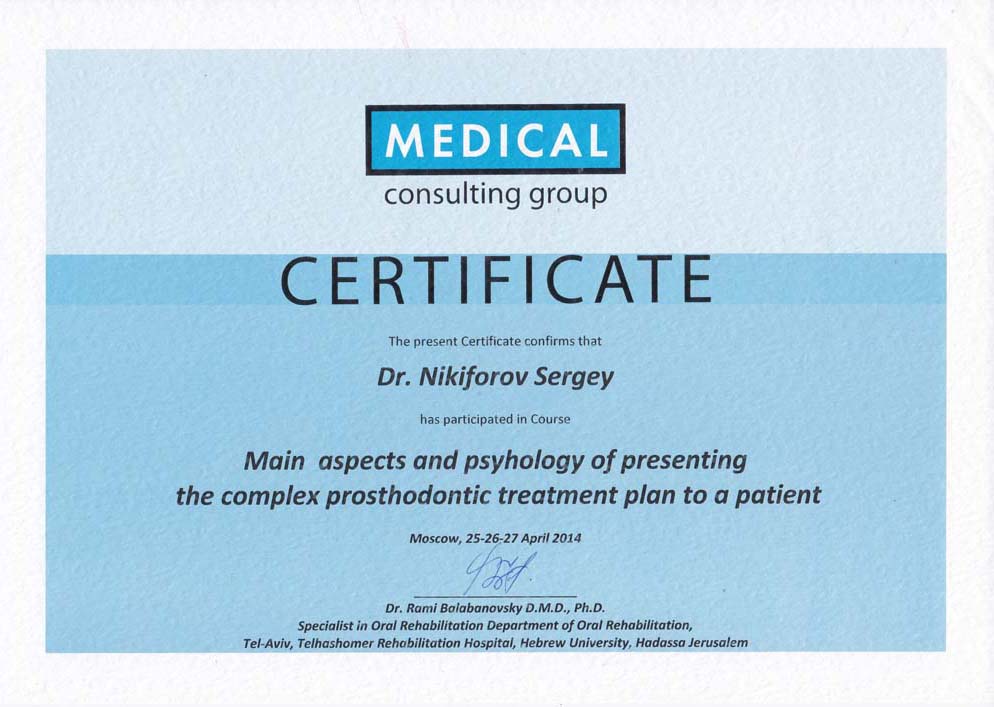 MEDICAL
consulting group
CERTIFICATE
The present Certificate confirms that
Dr. Nikiforov Sergey
has participated in Course
Main aspects and psyhology of presenting
the complex prosthodontic treatment plan to a patient
Moscow, 25-26-27 April 2014
Dr. Rami Balabanovsky D.M.D., Ph.D.
Specialist in Oral Rehabilitation Department of Oral Rehabilitation,
Tel-Aviv, Telhashomer Rehabilitation Hospital, Hebrew University, Hadassa Jerusalem